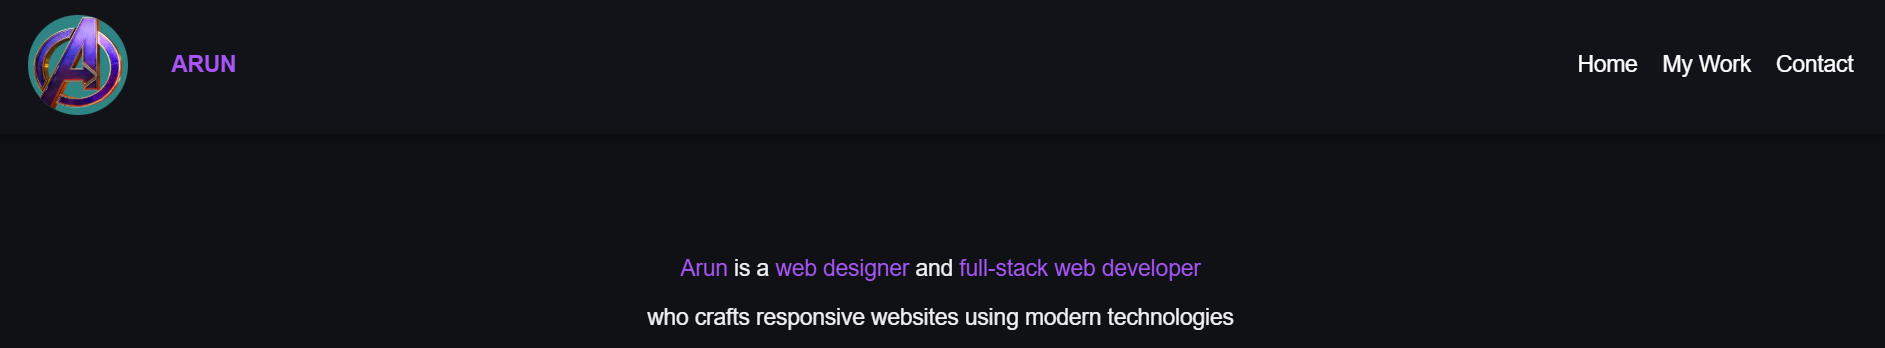 ARUN
Home My Work Contact
Arun is a web designer and full-stack web developer
who crafts responsive websites using modern technologies